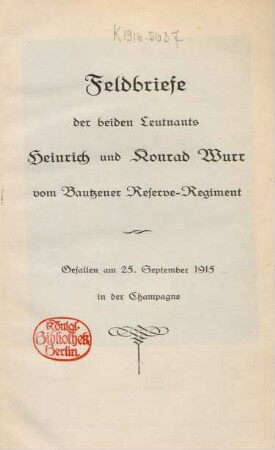 K1916-5637
Feldbriefe
der beiden Leutnants
Heinrich und Konrad Wurr
vom Bautzener Reserve-Regiment
Gefallen am 25. September 1915
in der Champagne
Königl.
Bibliothek
Berlin.